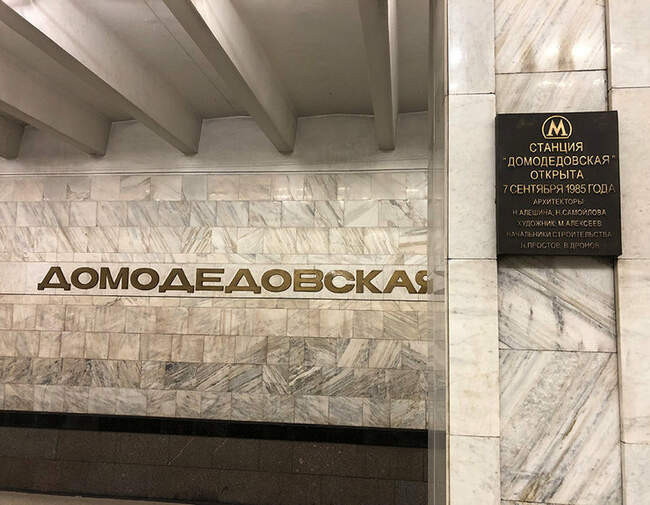 ДОМОДЕДОВСКАЯ
М
СТАНЦИЯ
"ДОМОДЕДОВСКАЯ"
ОТКРЫТА
7 СЕНТЯБРЯ 1985 ГОДА
АРХИТЕКТОРЫ
Н.АЛЕШИНА, Н.САМОЙЛОВА
ХУДОЖНИК: М.АЛЕКСЕЕВ
НАЧАЛЬНИКИ СТРОИТЕЛЬСТВА
Н.ПРОСТОВ, В.ДРОНОВ